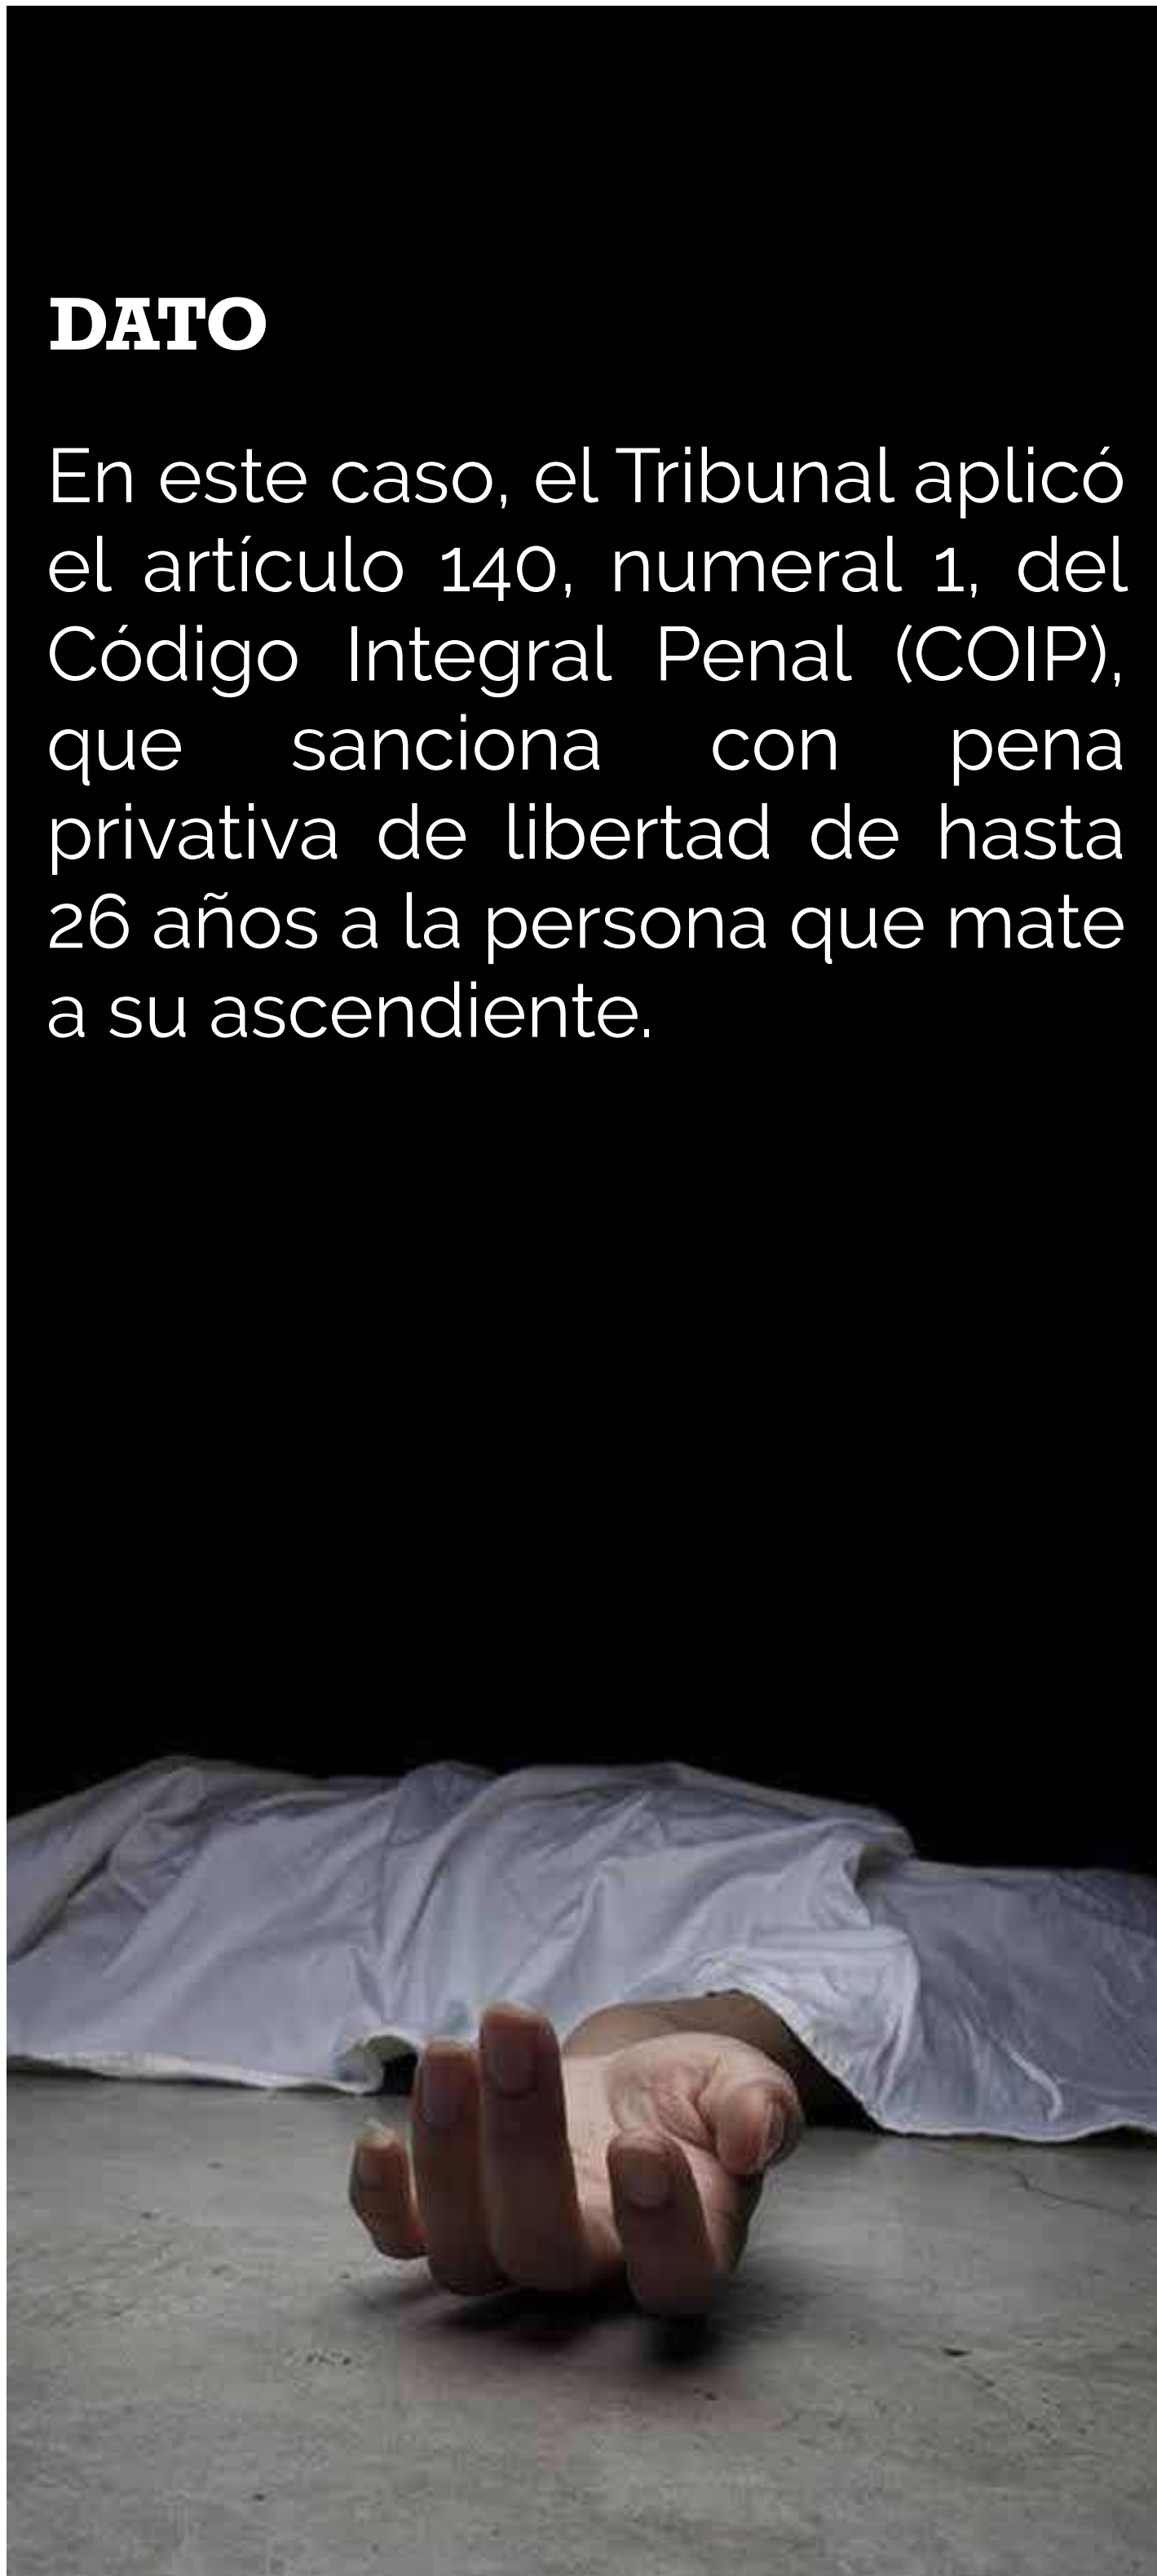 DATO
En este caso, el Tribunal aplicó
el artículo 140, numeral 1, del
Código Integral Penal (COIP),
que sanciona con pena
privativa de libertad de hasta
26 años a la persona que mate
a su ascendiente.